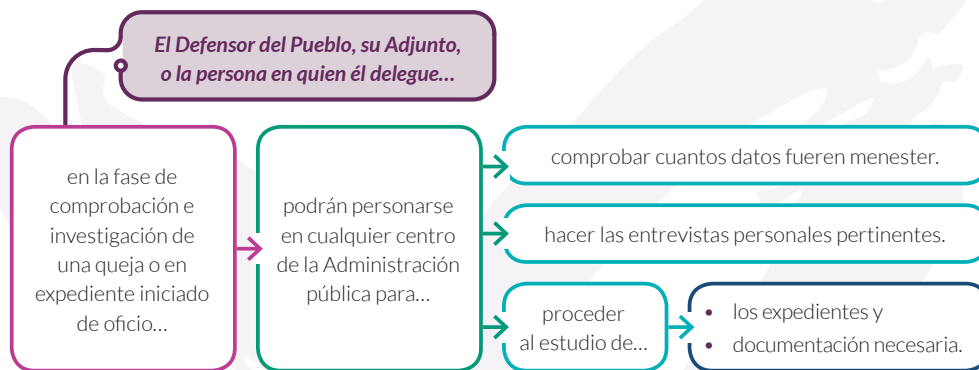 El Defensor del Pueblo, su Adjunto,
o la persona en quien él delegue...
en la fase de
comprobación e
investigación de
una queja o en
expediente iniciado
de oficio...
podrán personarse
en cualquier centro
de la Administración
pública para...
comprobar cuantos datos fueren menester.
hacer las entrevistas personales pertinentes.
proceder
al estudio de...
• los expedientes y
• documentación necesaria.